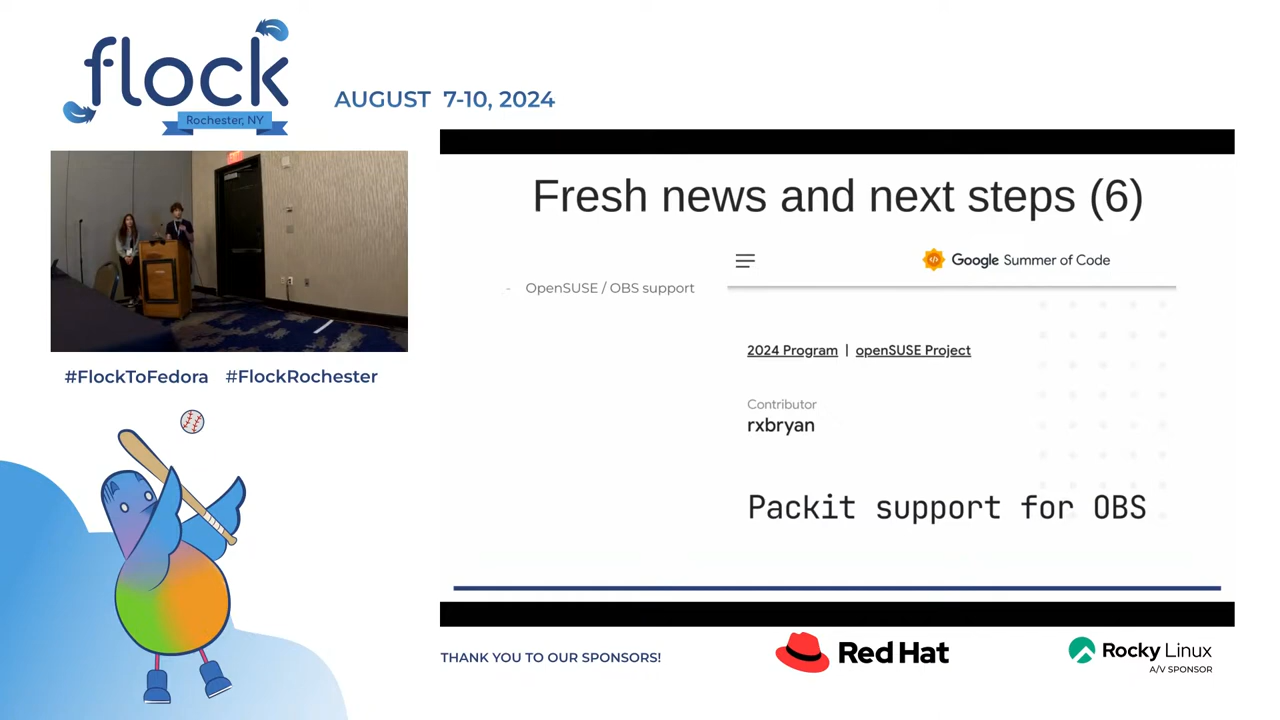 flock
Rochester, NY
AUGUST 7-10, 2024
#FlockToFedora #FlockRochester
Fresh news and next steps (6)
- OpenSUSE / OBS support
Google Summer of Code
2024 Program | openSUSE Project
Contributor
rxbryan
Packit support for OBS
THANK YOU TO OUR SPONSORS!
Red Hat
Rocky Linux
A/V SPONSOR